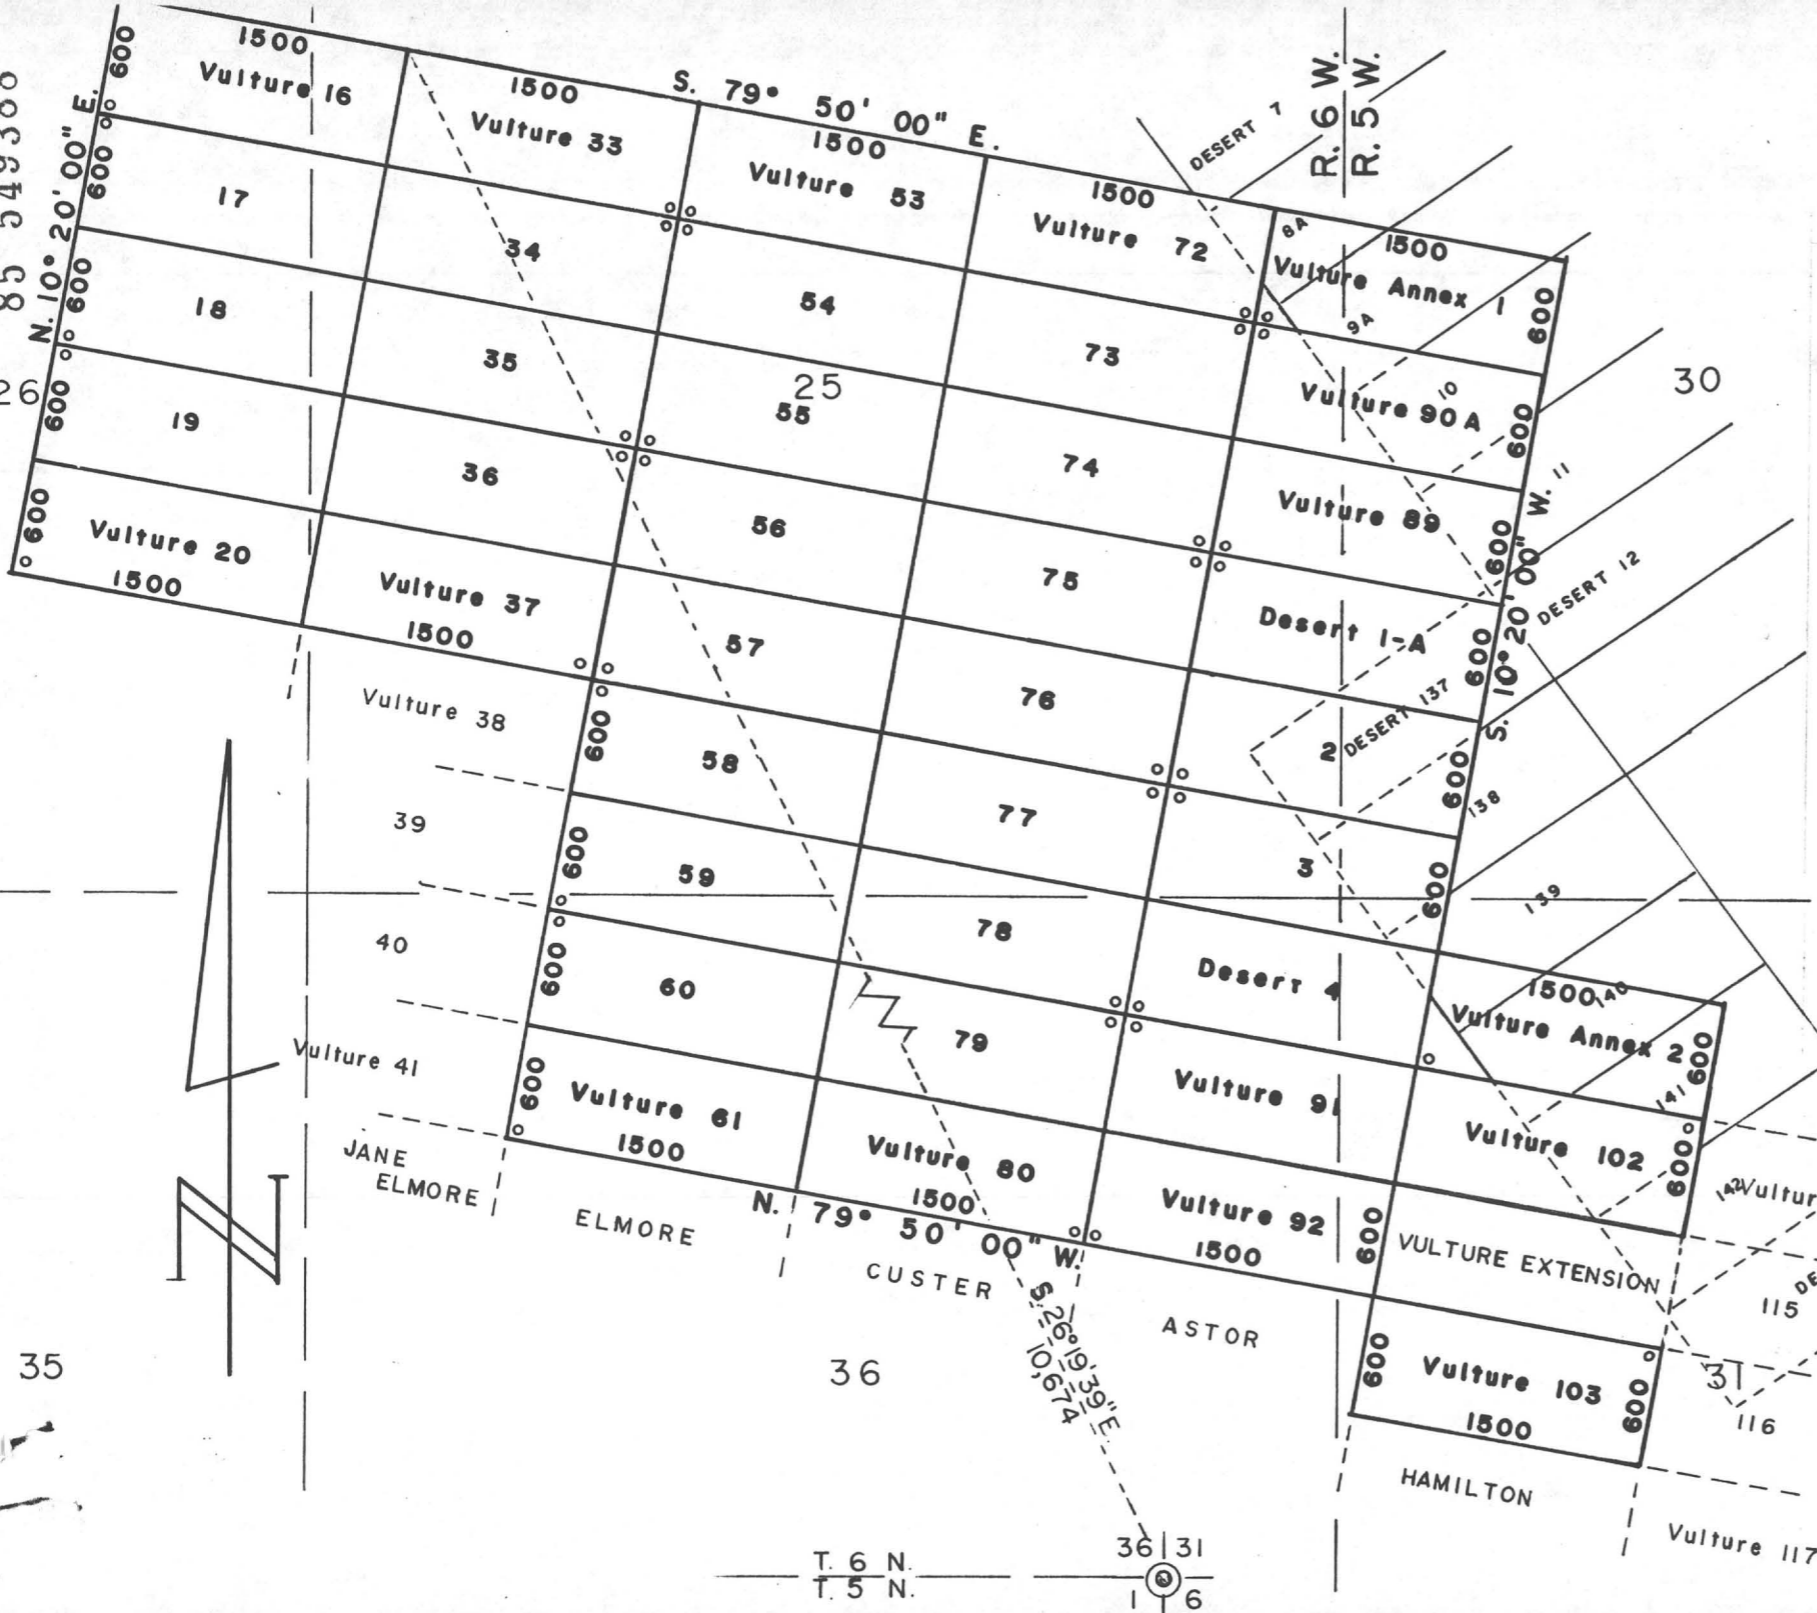 1500
Vulture 16
600
1500
Vulture 33
S. 79° 50' 00" E.
1500
Vulture 53
1500
Vulture 72
DESERT 7
R. 6 W.
R. 5 W.
8A
1500
Vulture Annex 1
600
9A
85 549388
N. 10° 20' 00" E.
600
17
34
54
73
10
Vulture 90 A
600
30
26
600
18
35
25
55
74
Vulture 89
600
11
600
19
36
56
75
Desert 1-A
600
S. 10° 20' 00" W.
DESERT 12
600
Vulture 20
1500
Vulture 37
1500
57
76
2
DESERT 137
600
138
Vulture 38
600
58
77
3
600
139
39
600
59
78
Desert 4
1500
140
Vulture Annex 2
600
141
40
600
60
79
Vulture 91
Vulture 102
600
142
Vultur
Vulture 41
600
Vulture 61
1500
Vulture 80
1500
Vulture 92
1500
600
VULTURE EXTENSION
DE
115
JANE
ELMORE
ELMORE
N. 79° 50' 00" W.
CUSTER
ASTOR
S. 26° 19' 39" E
10,674
35
36
600
Vulture 103
1500
600
31
116
N
HAMILTON
Vulture 117
T. 6 N.
T. 5 N.
36 31
1 6